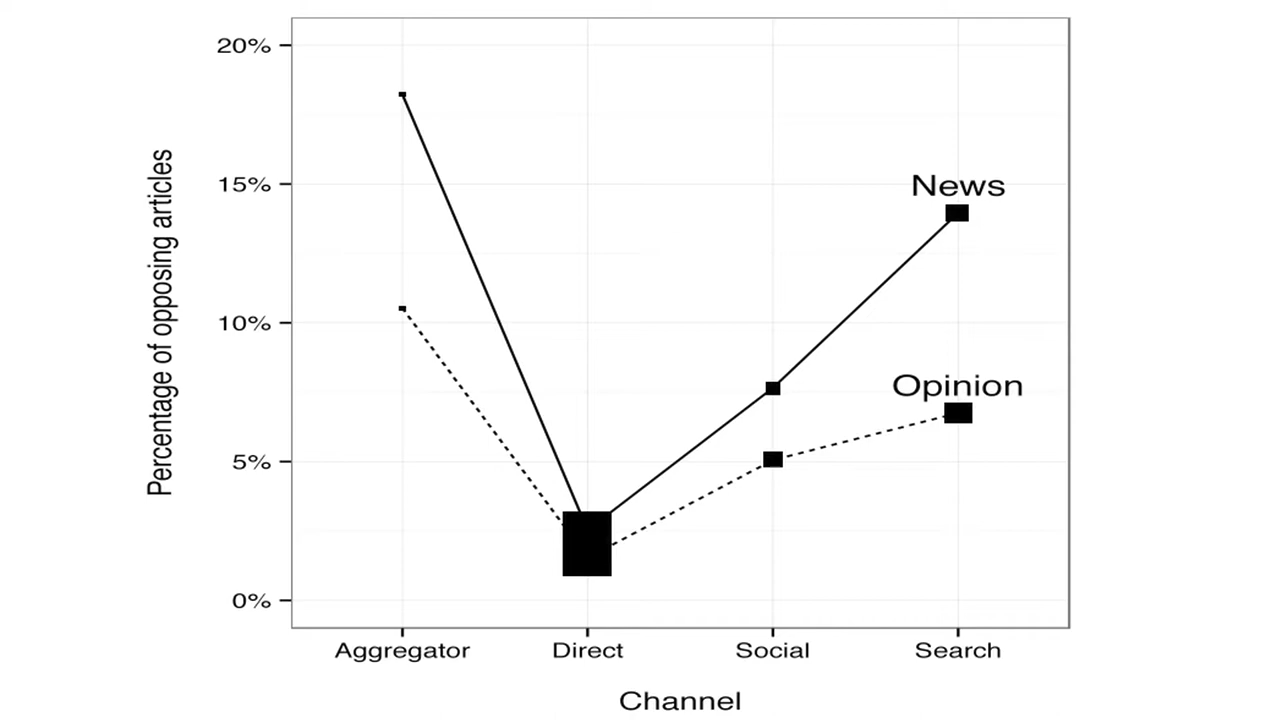 20%
15%
10%
5%
0%
Percentage of opposing articles
News
Opinion
Aggregator Direct Social Search
Channel